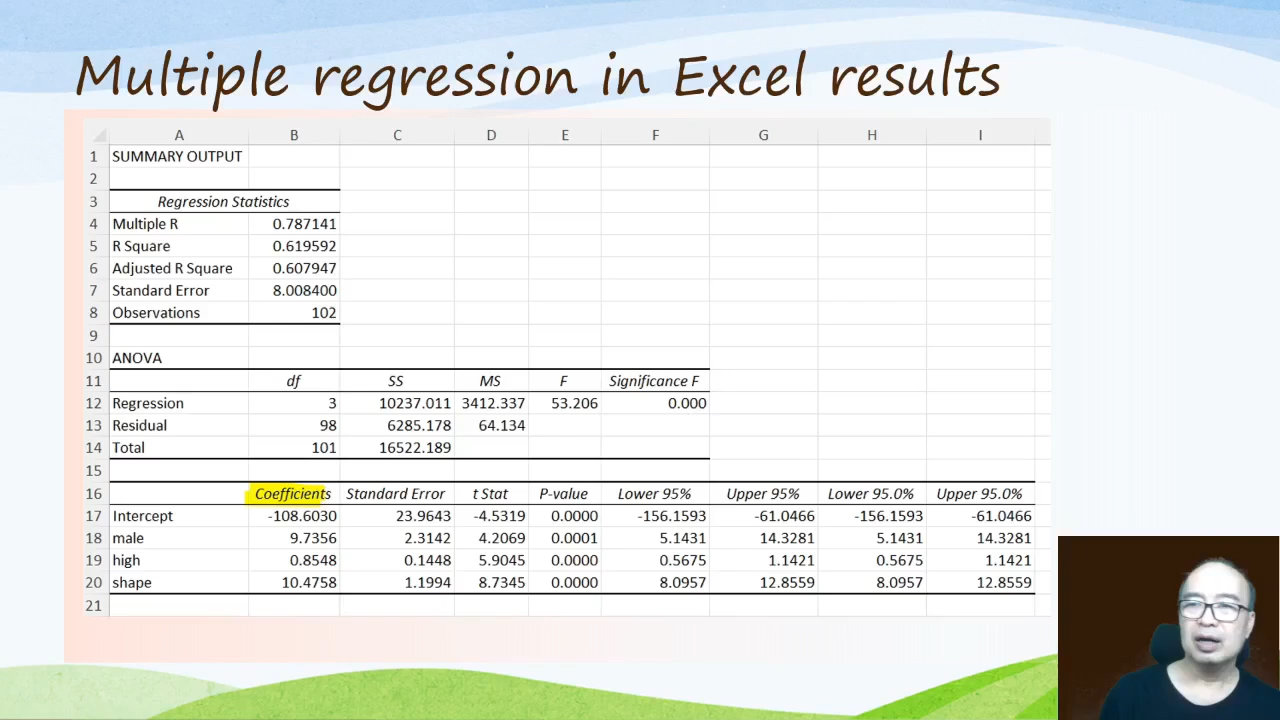 Multiple regression in Excel results
A B C D E F G H I
1 SUMMARY OUTPUT
2
3 Regression Statistics
4 Multiple R 0.787141
5 R Square 0.619592
6 Adjusted R Square 0.607947
7 Standard Error 8.008400
8 Observations 102
9
10 ANOVA
11 df SS MS F Significance F
12 Regression 3 10237.011 3412.337 53.206 0.000
13 Residual 98 6285.178 64.134
14 Total 101 16522.189
15
16 Coefficients Standard Error t Stat P-value Lower 95% Upper 95% Lower 95.0% Upper 95.0%
17 Intercept -108.6030 23.9643 -4.5319 0.0000 -156.1593 -61.0466 -156.1593 -61.0466
18 male 9.7356 2.3142 4.2069 0.0001 5.1431 14.3281 5.1431 14.3281
19 high 0.8548 0.1448 5.9045 0.0000 0.5675 1.1421 0.5675 1.1421
20 shape 10.4758 1.1994 8.7345 0.0000 8.0957 12.8559 8.0957 12.8559
21